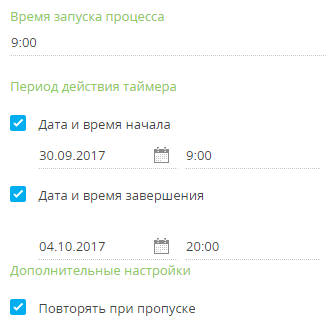 Время запуска процесса
9:00
Период действия таймера
Дата и время начала
30.09.2017 9:00
Дата и время завершения
04.10.2017 20:00
Дополнительные настройки
Повторять при пропуске